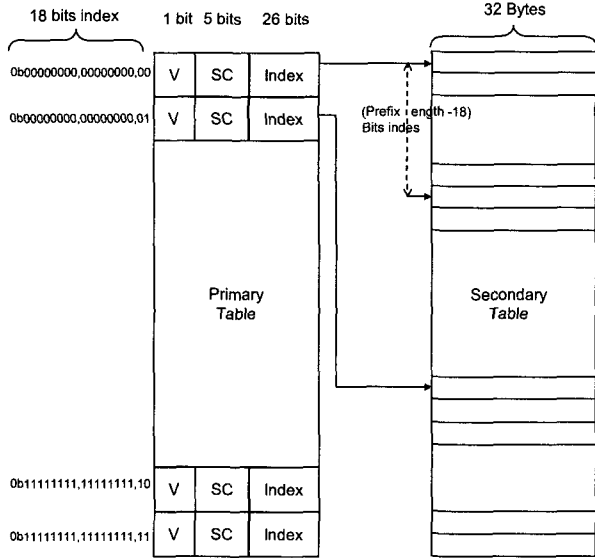 18 bits index
1 bit 5 bits 26 bits
32 Bytes
0b00000000,00000000,00
V SC Index
0b00000000,00000000,01
V SC Index
(Prefix ength -18)
Bits indes
Primary
Table
Secondary
Table
0b11111111,11111111,10
V SC Index
0b11111111,11111111,11
V SC Index